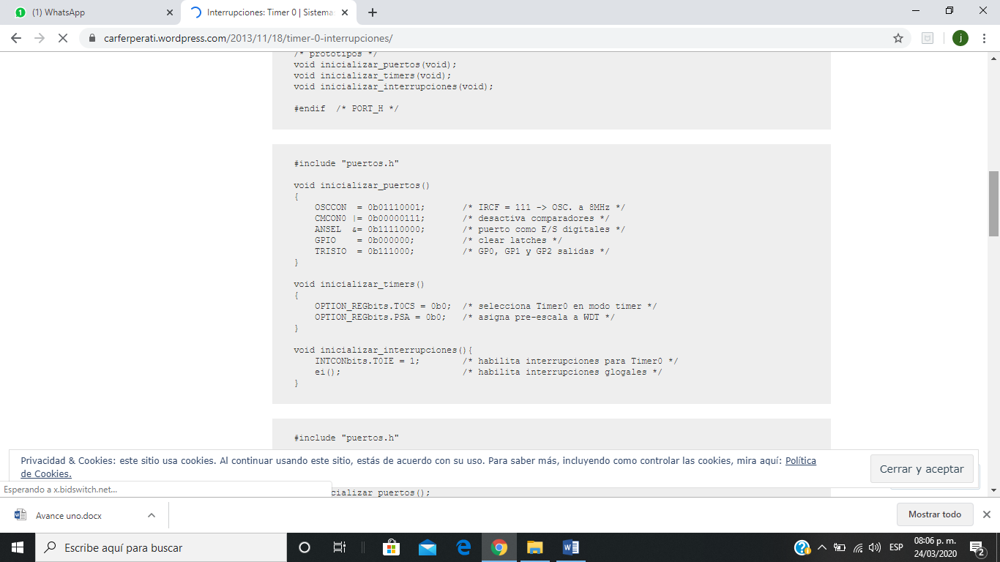 (1) WhatsApp
Interrupciones: Timer 0 | Sistema
carferperati.wordpress.com/2013/11/18/timer-0-interrupciones/
j
/* prototipos */
void inicializar_puertos(void);
void inicializar_timers(void);
void inicializar_interrupciones(void);
#endif  /* PORT_H */
#include "puertos.h"
void inicializar_puertos()
{
    OSCCON  = 0b01110001;       /* IRCF = 111 -> OSC. a 8MHz */
    CMCON0 |= 0b00000111;       /* desactiva comparadores */
    ANSEL  &= 0b11110000;       /* puerto como E/S digitales */
    GPIO    = 0b000000;         /* clear latches */
    TRISIO  = 0b111000;         /* GP0, GP1 y GP2 salidas */
}
void inicializar_timers()
{
    OPTION_REGbits.T0CS = 0b0;  /* selecciona Timer0 en modo timer */
    OPTION_REGbits.PSA = 0b0;   /* asigna pre-escala a WDT */
}
void inicializar_interrupciones(){
    INTCONbits.T0IE = 1;        /* habilita interrupciones para Timer0 */
    ei();                       /* habilita interrupciones glogales */
}
#include "puertos.h"
Privacidad & Cookies: este sitio usa cookies. Al continuar usando este sitio, estás de acuerdo con su uso. Para saber más, incluyendo como controlar las cookies, mira aquí: Política
de Cookies.
Cerrar y aceptar
Esperando a x.bidswitch.net...
cializar_puertos();
Avance uno.docx
Mostrar todo
Escribe aquí para buscar
ESP
08:06 p. m.
24/03/2020
2